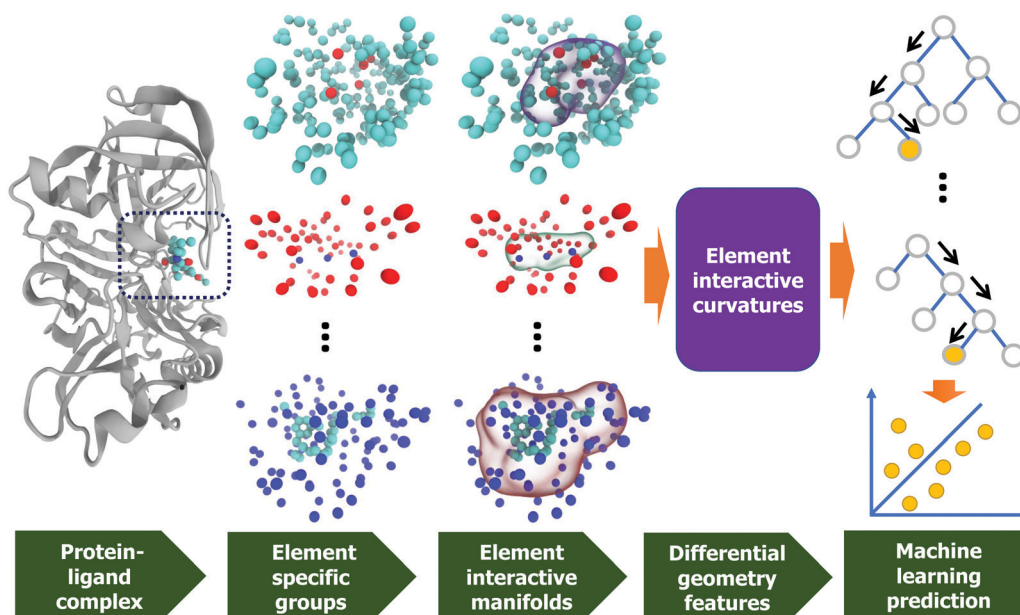 Element
interactive
curvatures
Protein-
ligand
complex
Element
specific
groups
Element
interactive
manifolds
Differential
geometry
features
Machine
learning
prediction